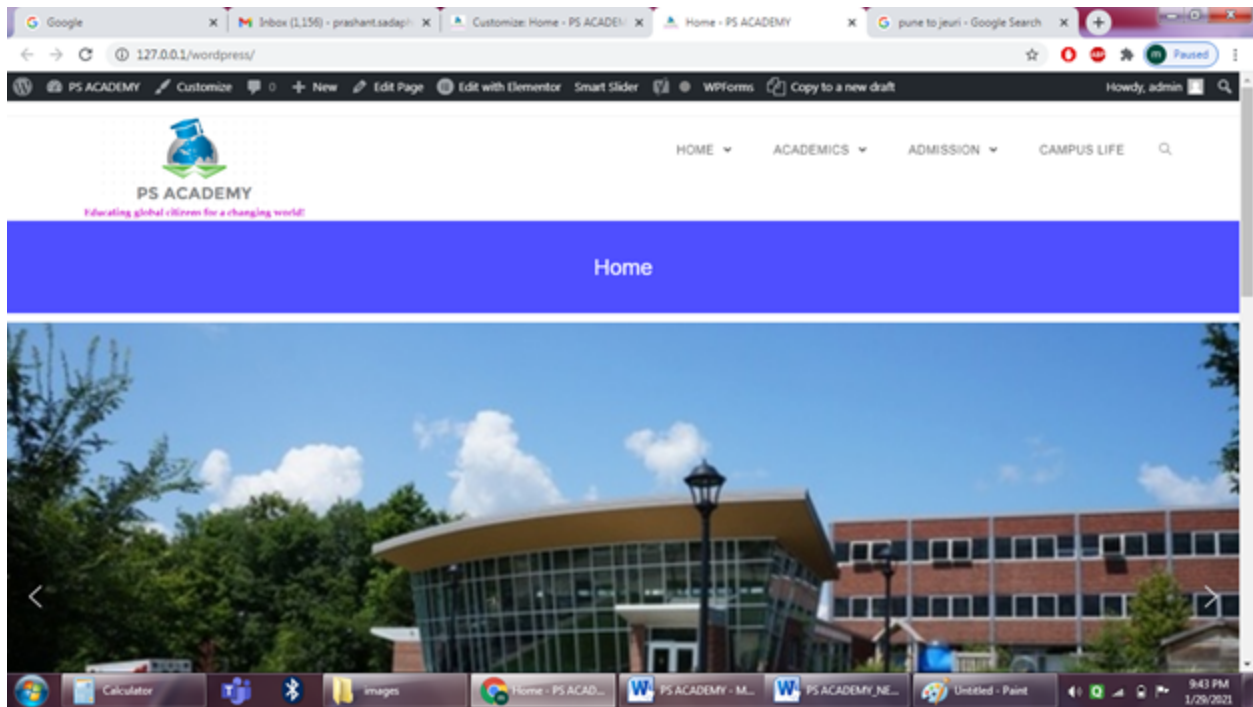 Google
Inbox (1,156) - prashant.sadaph
Customize: Home - PS ACADEM
Home - PS ACADEMY
pune to jeuri - Google Search
127.0.0.1/wordpress/
ABP
m
Paused
PS ACADEMY
Customize
0
New
Edit Page
Edit with Elementor
Smart Slider
WPForms
Copy to a new draft
Howdy, admin
HOME
ACADEMICS
ADMISSION
CAMPUS LIFE
PS ACADEMY
Educating global citizens for a changing world!
Home
Calculator
images
Home - PS ACAD...
PS ACADEMY - M...
PS ACADEMY_NE...
Untitled - Paint
9:43 PM
1/29/2021